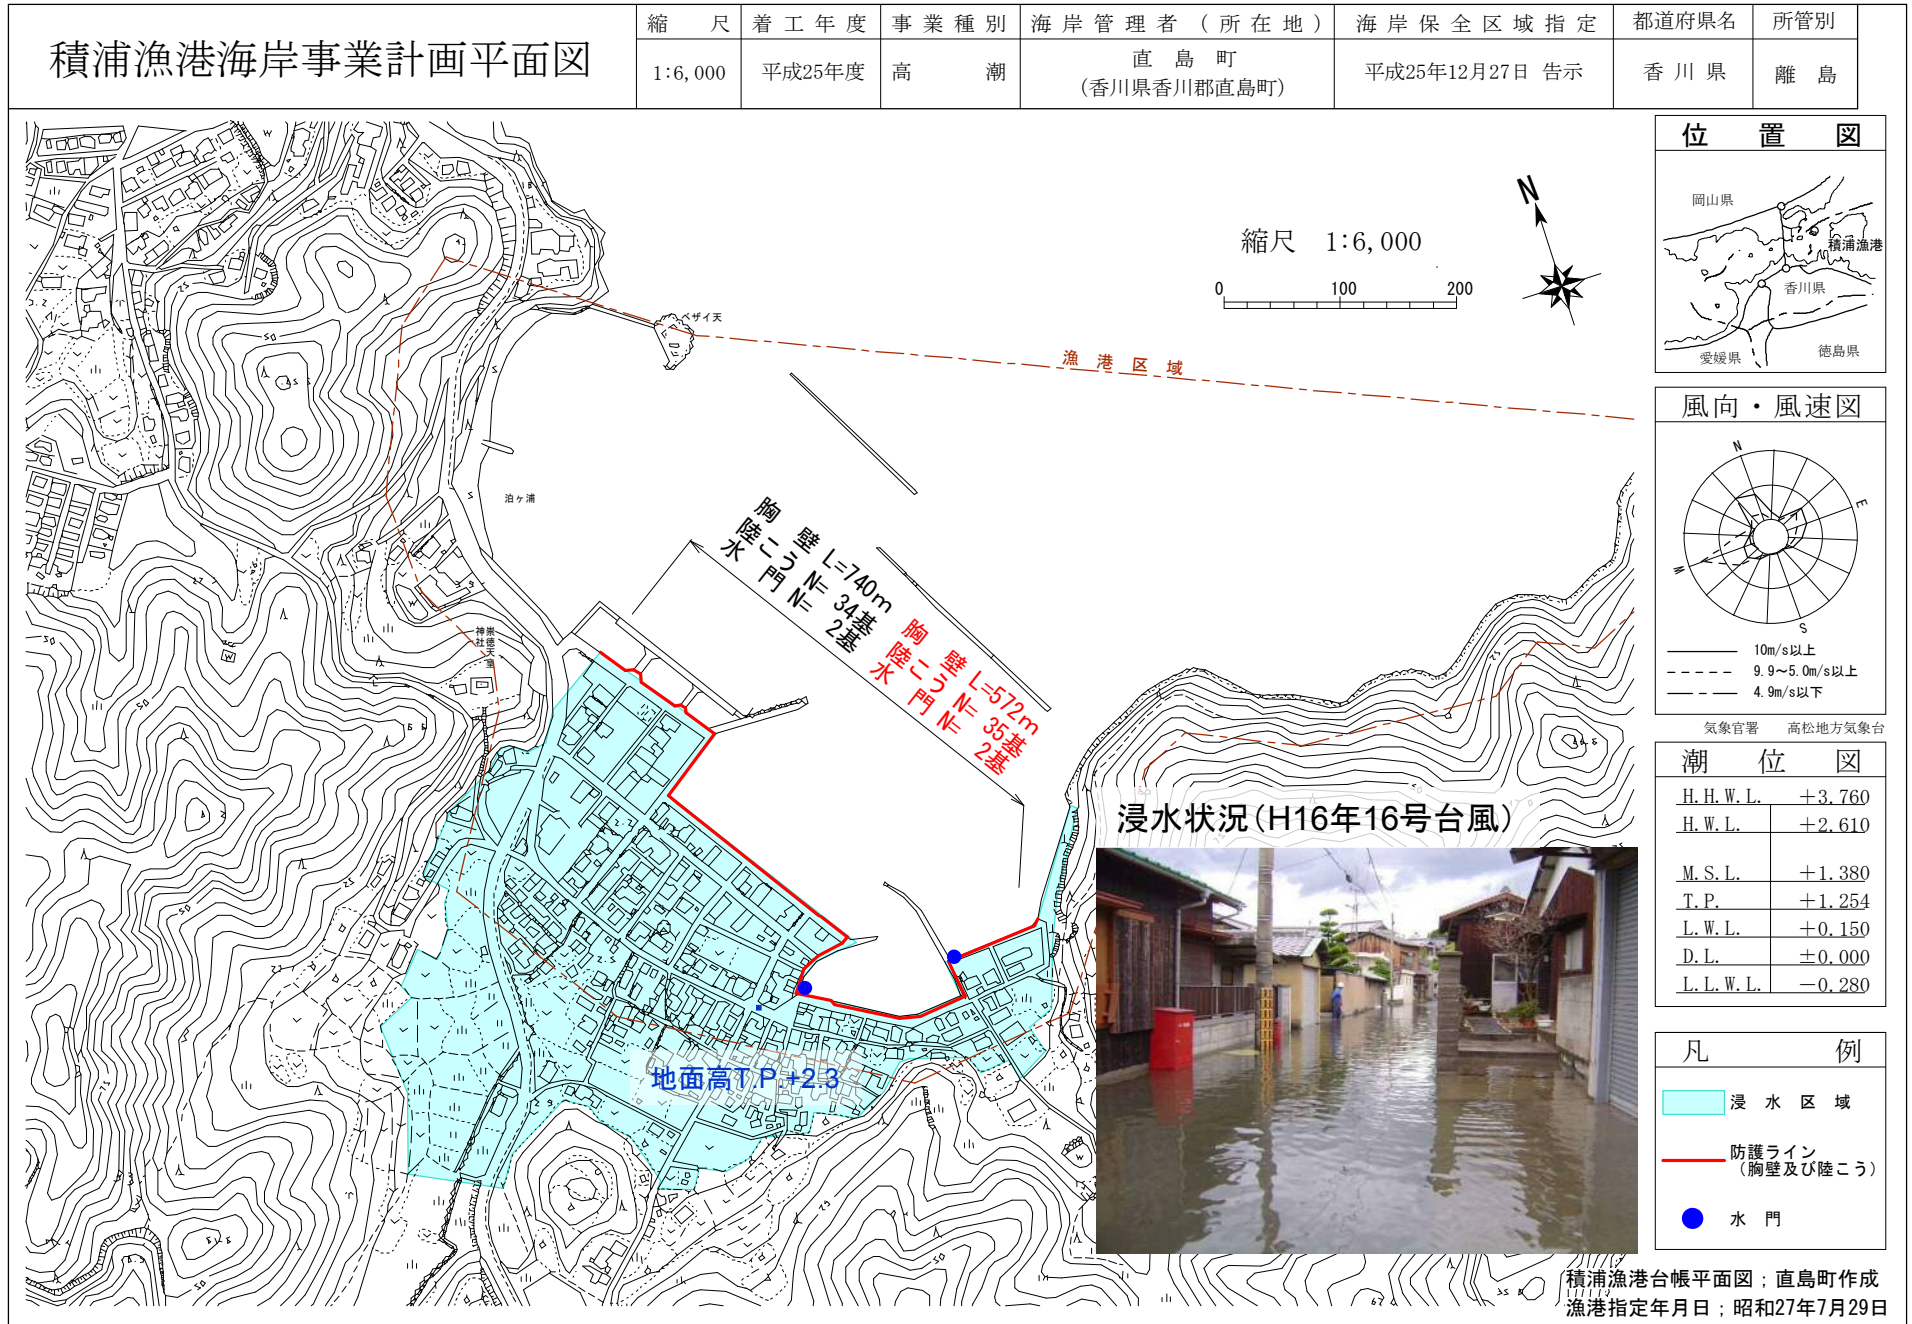 積浦漁港海岸事業計画平面図
縮尺 着工年度 事業種別 海岸管理者（所在地） 海岸保全区域指定 都道府県名 所管別
1:6,000 平成25年度 高潮 直島町 平成25年12月27日 告示 香川県 離島
(香川県香川郡直島町)
位置図
岡山県
積浦漁港
香川県
愛媛県
徳島県
N
縮尺 1:6,000
0 100 200
ベザイ天
漁港区域
泊ヶ浦
崇徳天皇
神社
胸壁 L=740m
陸こう N= 34基
水門 N= 2基
胸壁 L=572m
陸こう N= 35基
水門 N= 2基
地面高T.P.+2.3
浸水状況(H16年16号台風)
風向・風速図
N
E
W
S
10m/s以上
9.9～5.0m/s以上
4.9m/s以下
気象官署 高松地方気象台
潮位図
H.H.W.L. +3.760
H.W.L. +2.610
M.S.L. +1.380
T.P. +1.254
L.W.L. +0.150
D.L. ±0.000
L.L.W.L. －0.280
凡例
浸水区域
防護ライン
（胸壁及び陸こう）
水門
積浦漁港台帳平面図；直島町作成
漁港指定年月日；昭和27年7月29日